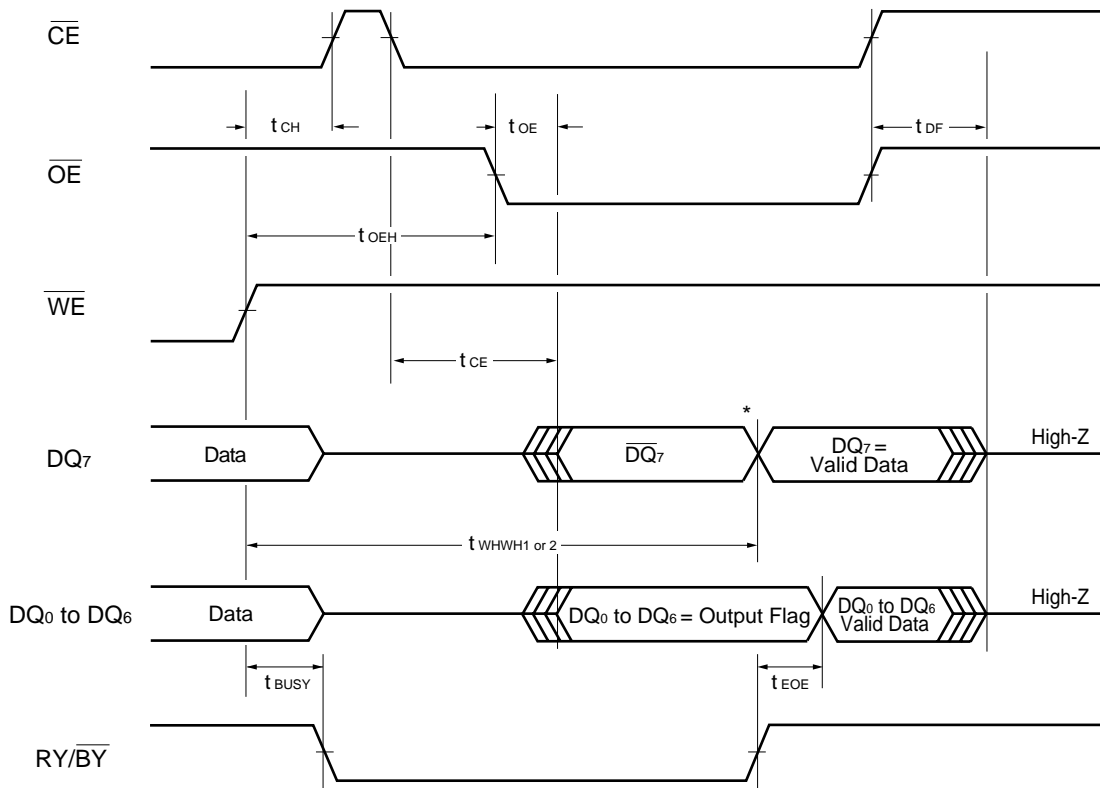 CE
t CH
t OE
t DF
OE
t OEH
WE
t CE
*
DQ7
Data
DQ7
DQ7 =
Valid Data
High-Z
t WHWH1 or 2
DQ0 to DQ6
Data
DQ0 to DQ6 = Output Flag
DQ0 to DQ6
Valid Data
High-Z
t BUSY
t EOE
RY/BY